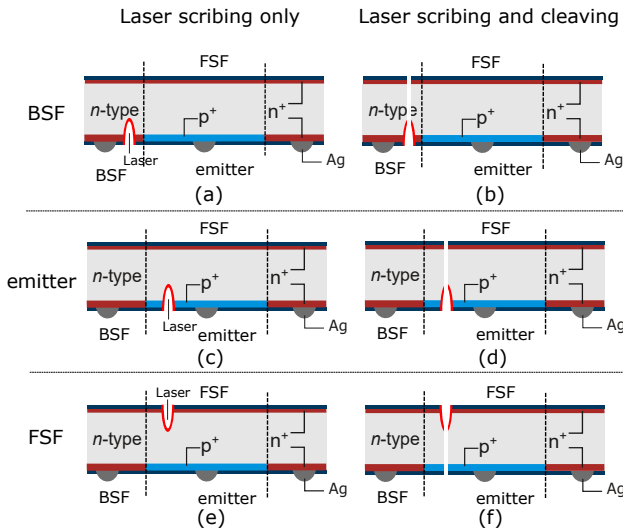 Laser scribing only
Laser scribing and cleaving
BSF
FSF
n-type
p+
n+
Laser
BSF
emitter
Ag
(a)
FSF
n-type
p+
n+
BSF
emitter
Ag
(b)
emitter
FSF
n-type
p+
n+
Laser
BSF
emitter
Ag
(c)
FSF
n-type
p+
n+
BSF
emitter
Ag
(d)
FSF
Laser
FSF
n-type
p+
n+
BSF
emitter
Ag
(e)
FSF
n-type
p+
n+
BSF
emitter
Ag
(f)